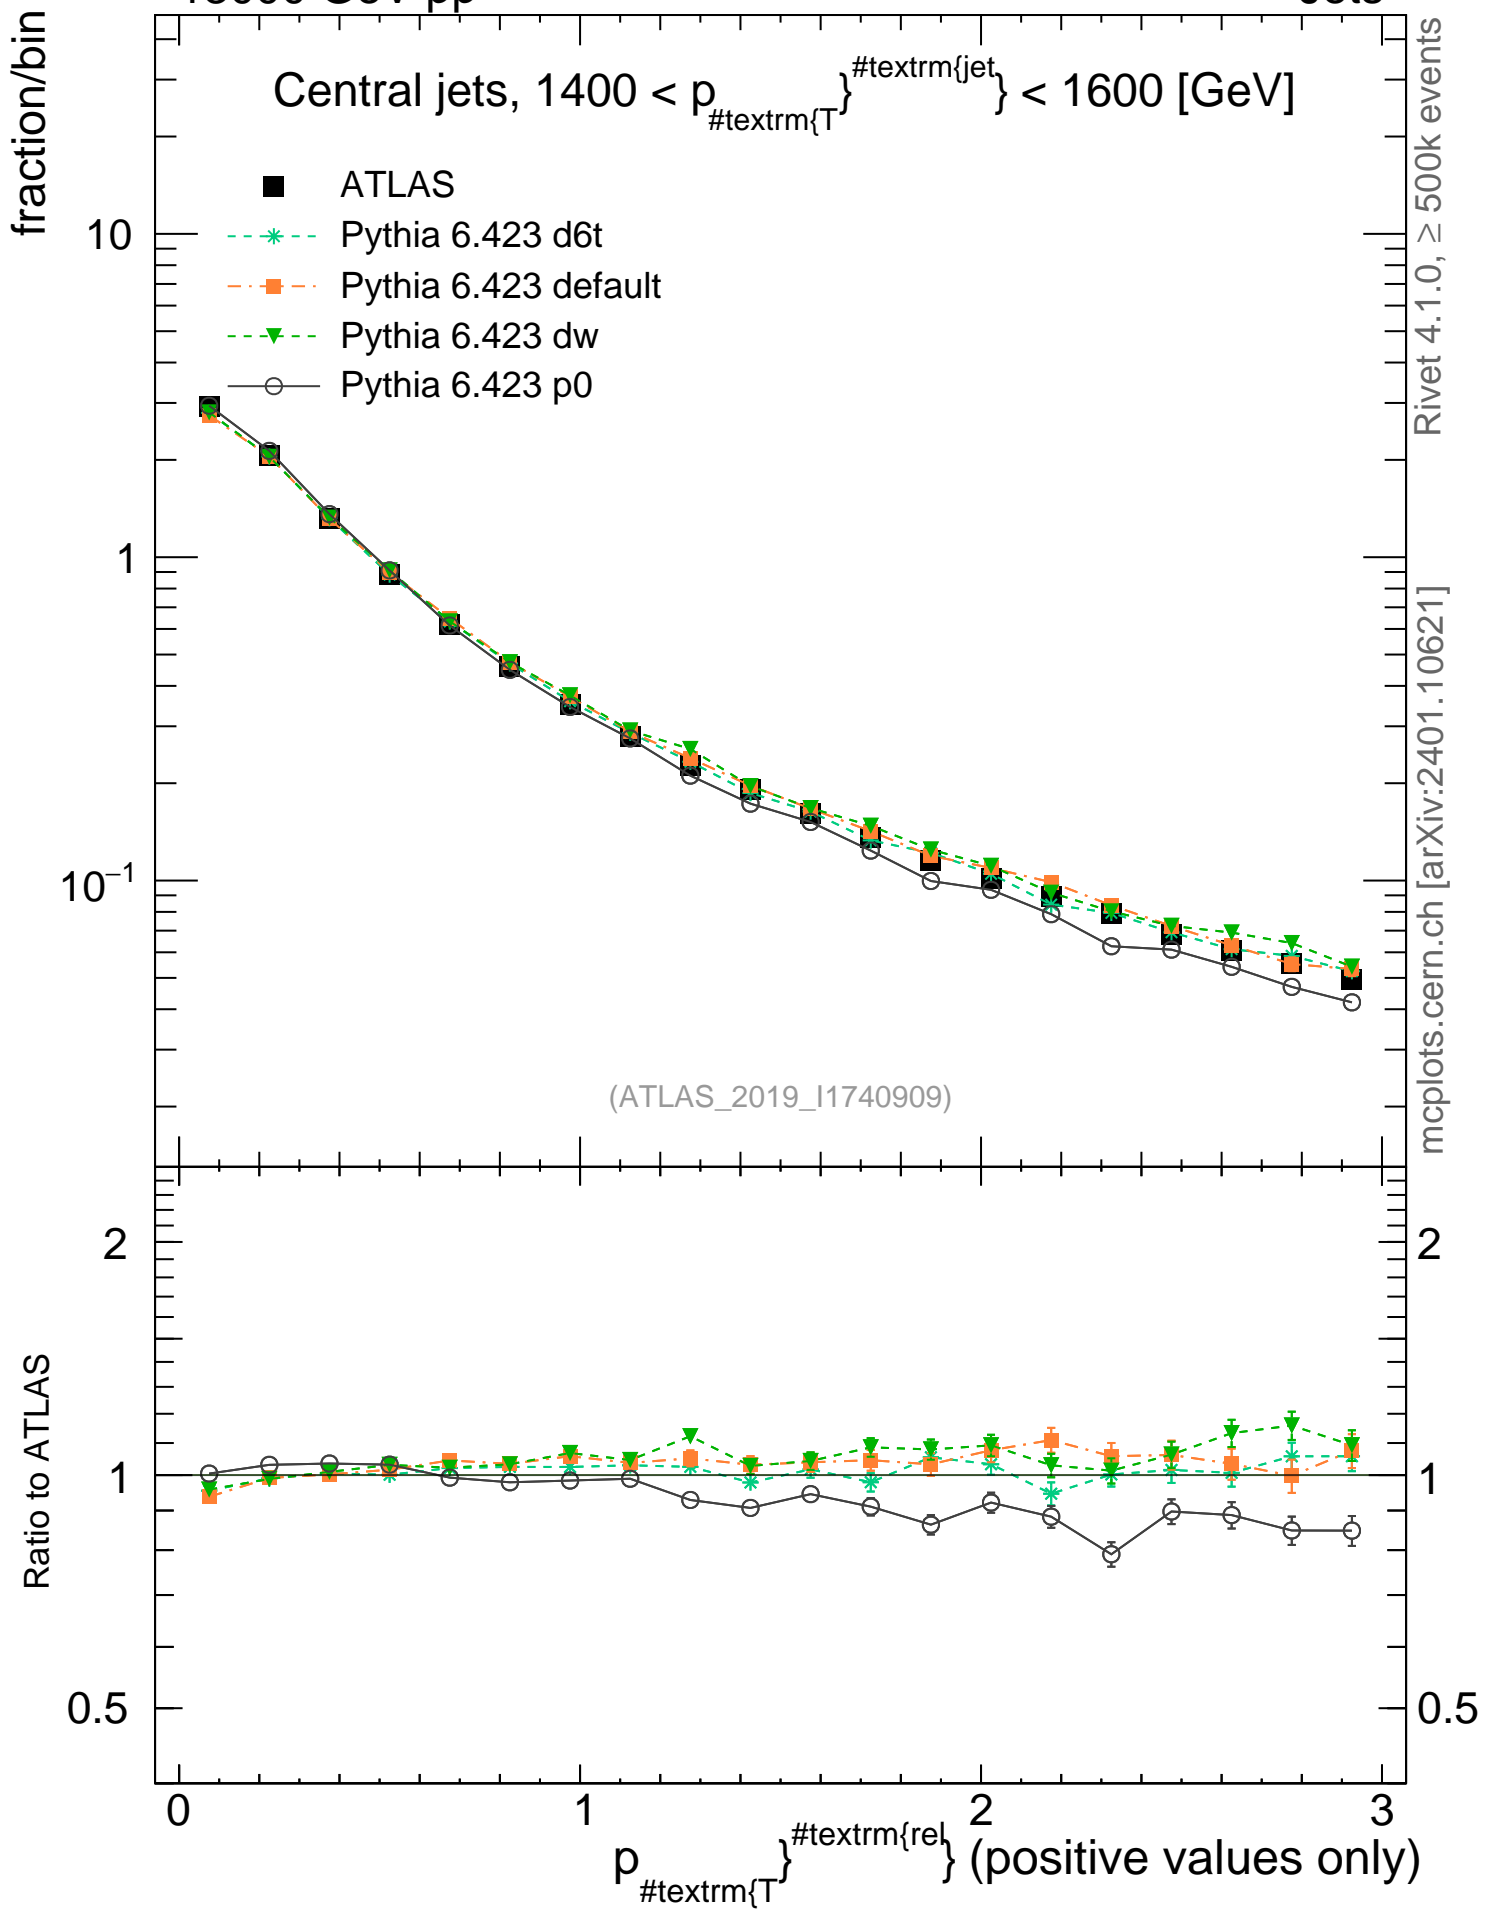 fraction/bin
Central jets, 1400 < p_#textrm{T}^#textrm{jet} < 1600 [GeV]
ATLAS
Pythia 6.423 d6t
Pythia 6.423 default
Pythia 6.423 dw
Pythia 6.423 p0
10
1
10⁻¹
(ATLAS_2019_I1740909)
Rivet 4.1.0, ≥ 500k events
mcplots.cern.ch [arXiv:2401.10621]
Ratio to ATLAS
2
1
0.5
2
1
0.5
0 1 2 3
p_#textrm{T}^#textrm{rel} (positive values only)